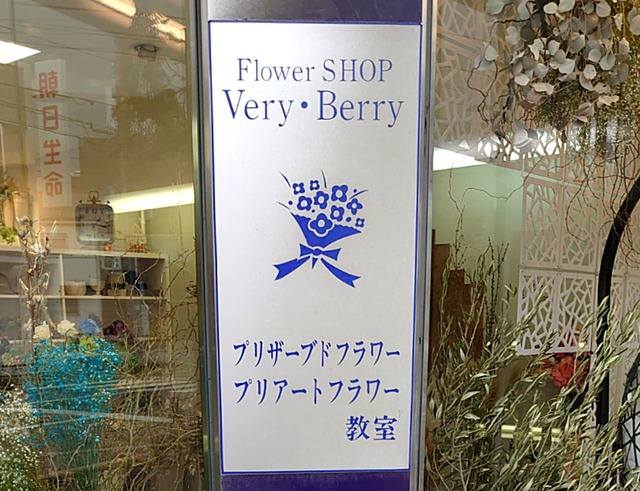 Flower SHOP
Very・Berry
プリザーブドフラワー
プリアートフラワー
教室
朝日生命